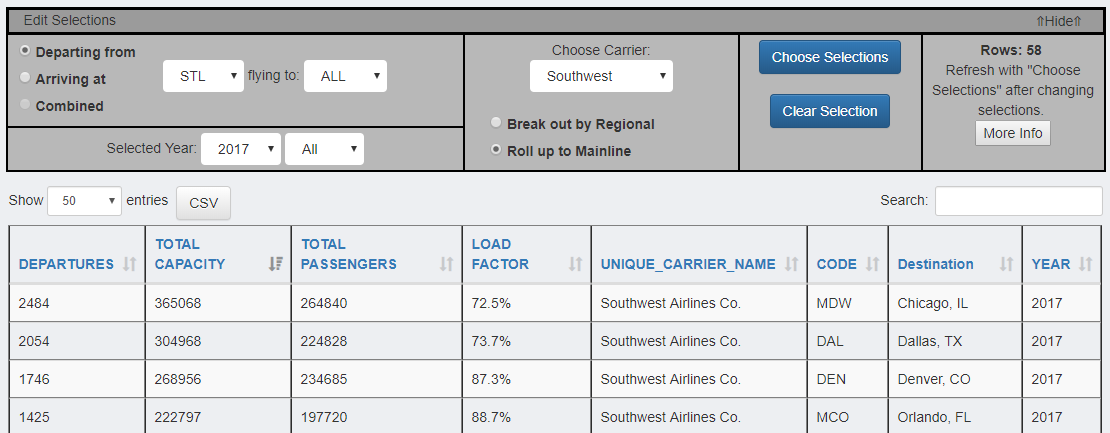 Edit Selections ⇑Hide⇑
Departing from
Arriving at
Combined
STL flying to: ALL
Selected Year: 2017 All
Choose Carrier:
Southwest
Break out by Regional
Roll up to Mainline
Choose Selections
Clear Selection
Rows: 58
Refresh with "Choose
Selections" after changing
selections.
More Info
Show 50 entries CSV Search:
DEPARTURES TOTAL CAPACITY TOTAL PASSENGERS LOAD FACTOR UNIQUE_CARRIER_NAME CODE Destination YEAR
2484 365068 264840 72.5% Southwest Airlines Co. MDW Chicago, IL 2017
2054 304968 224828 73.7% Southwest Airlines Co. DAL Dallas, TX 2017
1746 268956 234685 87.3% Southwest Airlines Co. DEN Denver, CO 2017
1425 222797 197720 88.7% Southwest Airlines Co. MCO Orlando, FL 2017